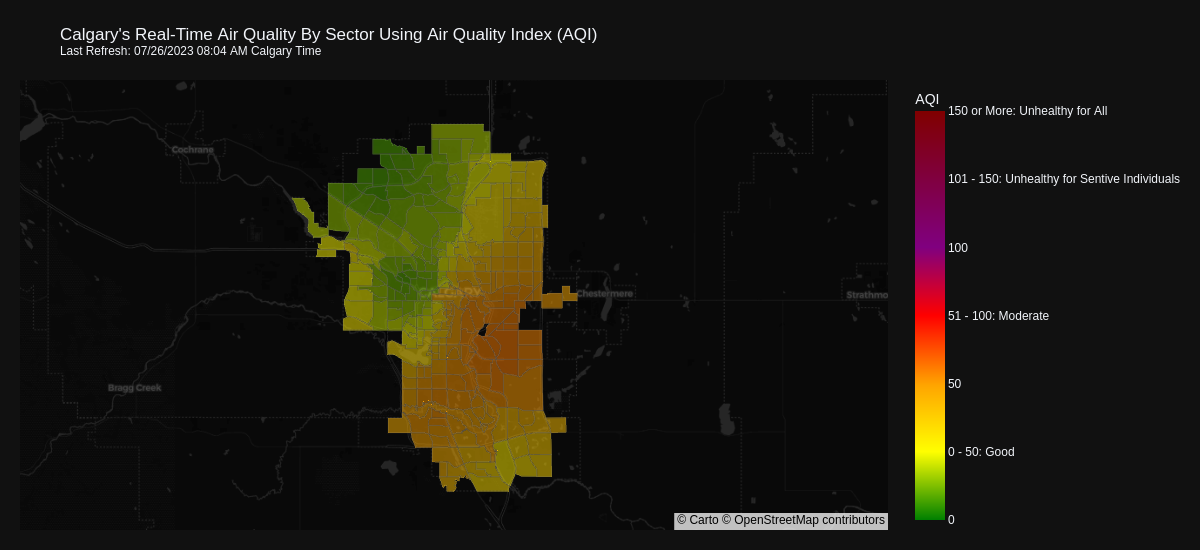 Calgary's Real-Time Air Quality By Sector Using Air Quality Index (AQI)
Last Refresh: 07/26/2023 08:04 AM Calgary Time
AQI
150 or More: Unhealthy for All
Cochrane
101 - 150: Unhealthy for Sentive Individuals
100
CALGARY
Chestermere
Strathmo
51 - 100: Moderate
Bragg Creek
50
0 - 50: Good
0
© Carto © OpenStreetMap contributors